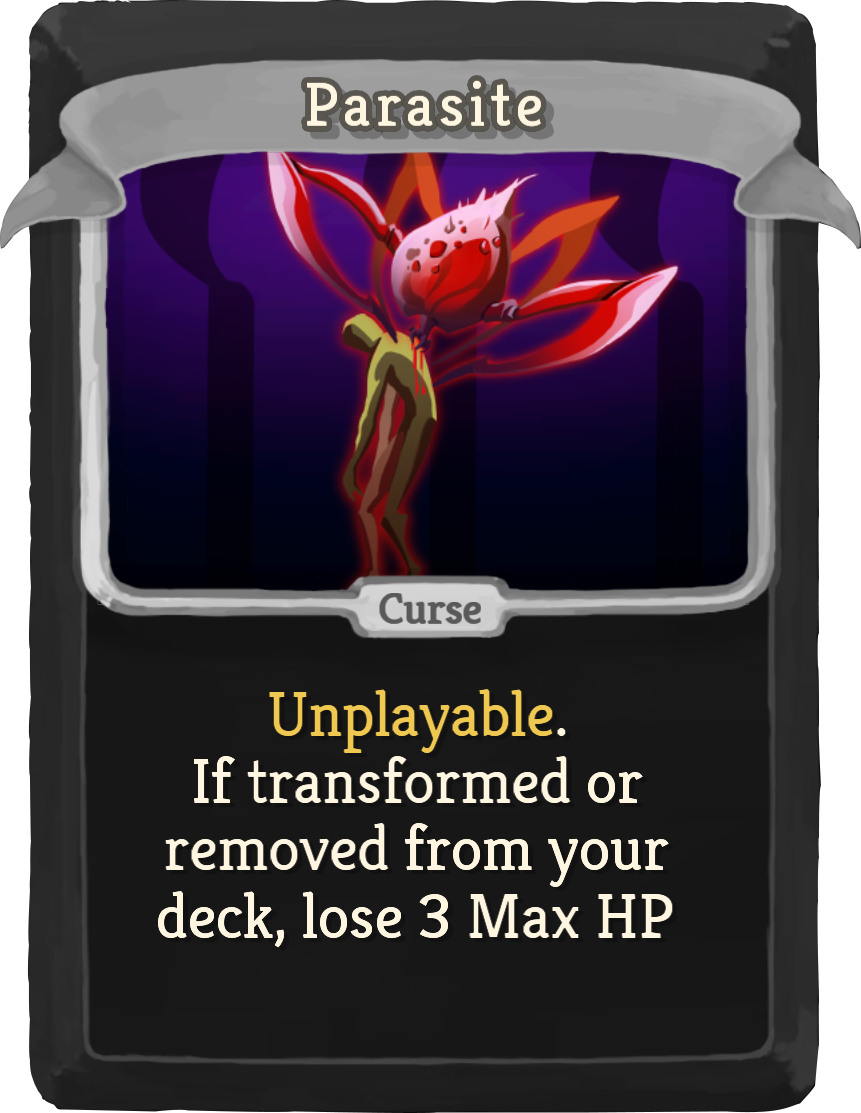 Parasite
Curse
Unplayable.
If transformed or
removed from your
deck, lose 3 Max HP